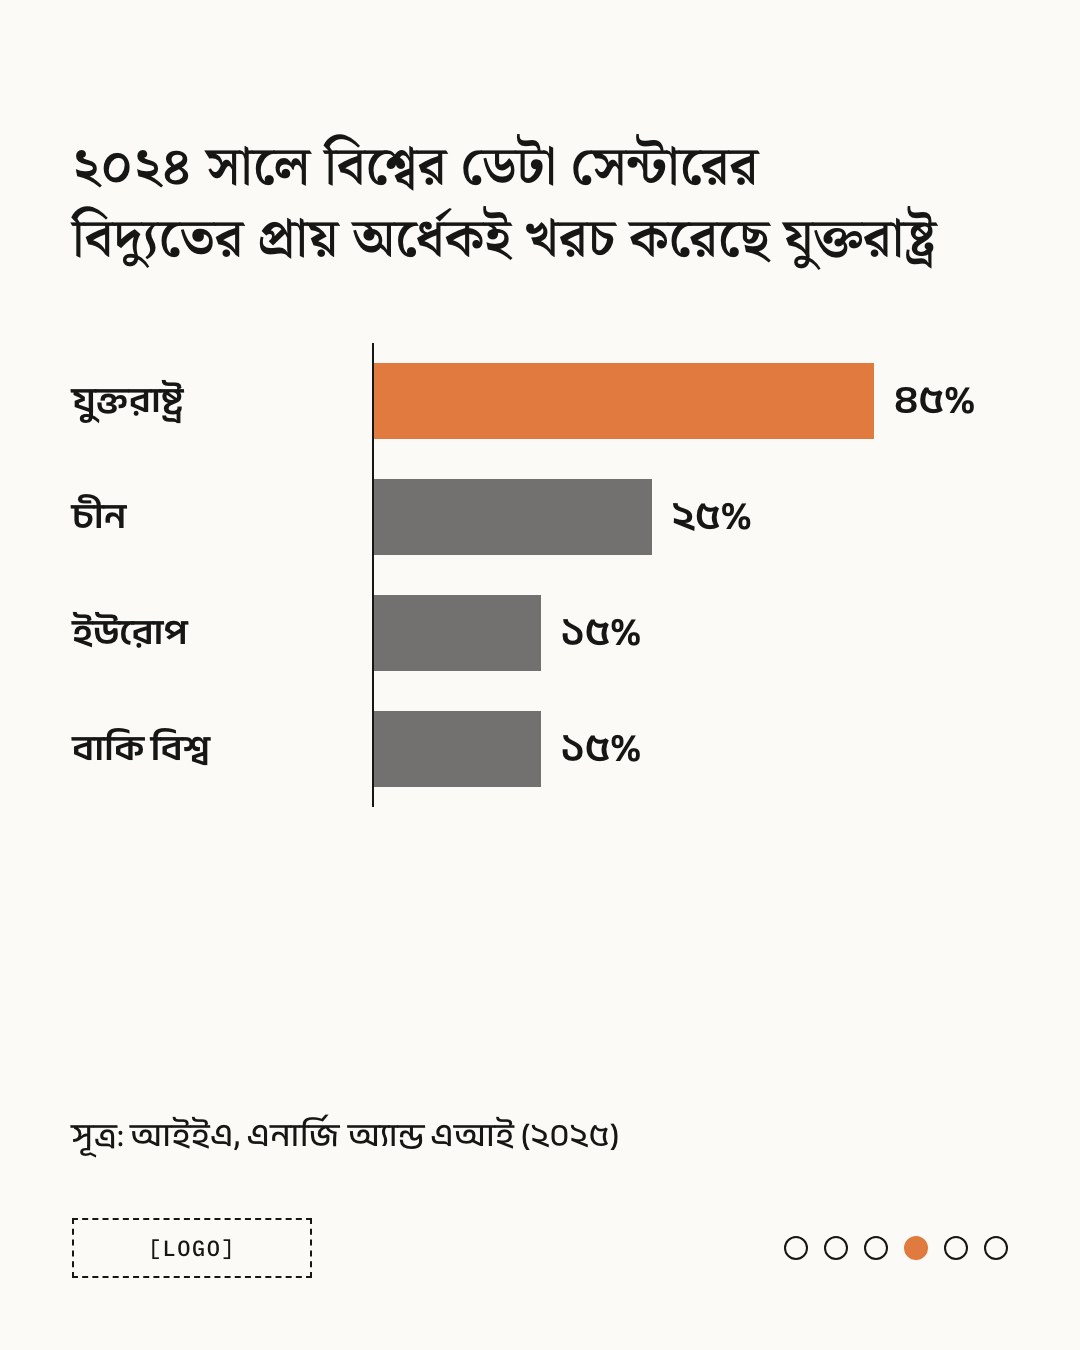 ২০২৪ সালে বিশ্বের ডেটা সেন্টারের
বিদ্যুতের প্রায় অর্ধেকই খরচ করেছে যুক্তরাষ্ট্র
যুক্তরাষ্ট্র ৪৫%
চীন ২৫%
ইউরোপ ১৫%
বাকি বিশ্ব ১৫%
সূত্র: আইইএ, এনার্জি অ্যান্ড এআই (২০২৫)
[LOGO]